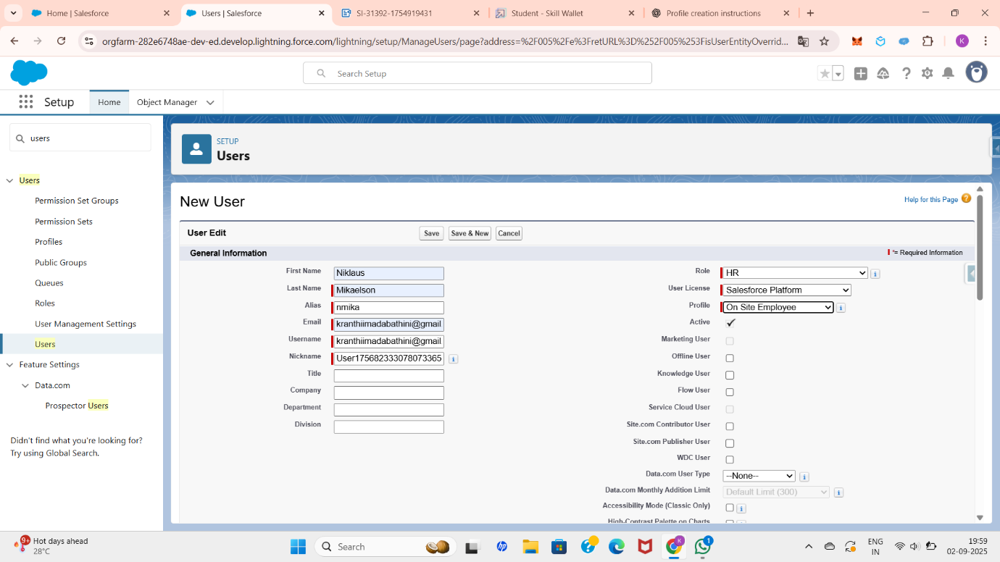 Home | Salesforce
Users | Salesforce
SI-31392-1754919431
Student - Skill Wallet
Profile creation instructions
orgfarm-282e6748ae-dev-ed.develop.lightning.force.com/lightning/setup/ManageUsers/page?address=%2F005%2Fe%3FretURL%3D%252F005%253FisUserEntityOverrid...
K
Search Setup
Setup
Home
Object Manager
users
SETUP
Users
Users
Permission Set Groups
Permission Sets
Profiles
Public Groups
Queues
Roles
User Management Settings
Users
Feature Settings
Data.com
Prospector Users
Didn't find what you're looking for?
Try using Global Search.
New User
Help for this Page ?
User Edit
Save
Save & New
Cancel
General Information
= Required Information
First Name Niklaus
Last Name Mikaelson
Alias nmika
Email kranthiimadabathini@gmail
Username kranthiimadabathini@gmail
Nickname User175682333078073365 i
Title
Company
Department
Division
Role HR i
User License Salesforce Platform
Profile On Site Employee i
Active
Marketing User
Offline User
Knowledge User
Flow User
Service Cloud User
Site.com Contributor User
Site.com Publisher User
WDC User
Data.com User Type --None-- i
Data.com Monthly Addition Limit Default Limit (300) i
Accessibility Mode (Classic Only) i
High-Contrast Palette on Charts
9+
Hot days ahead
28°C
Search
hp
K
1
ENG
IN
19:59
02-09-2025